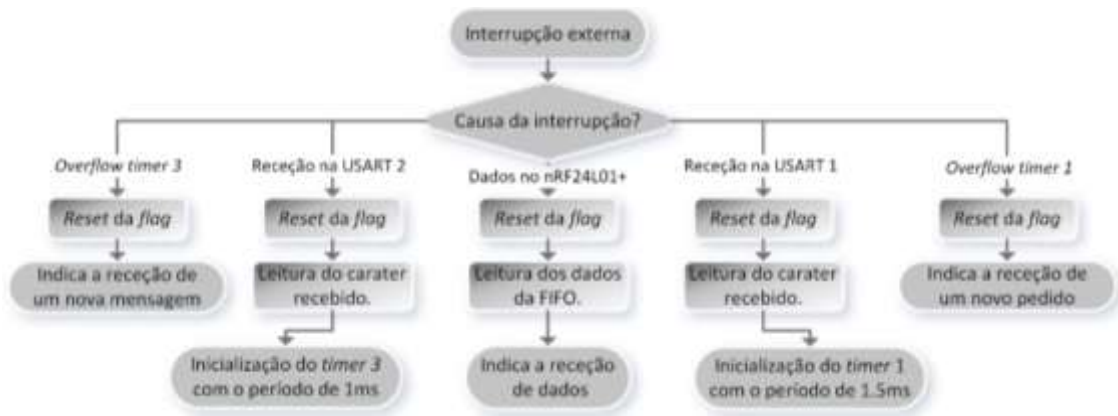 Interrupção externa
Causa da interrupção?
Overflow timer 3
Receção na USART 2
Dados no nRF24L01+
Receção na USART 1
Overflow timer 1
Reset da flag
Reset da flag
Reset da flag
Reset da flag
Reset da flag
Indica a receção de
um nova mensagem
Leitura do carater
recebido.
Leitura dos dados
da FIFO.
Leitura do carater
recebido.
Indica a receção de
um novo pedido
Inicialização do timer 3
com o período de 1ms
Indica a receção
de dados
Inicialização do timer 1
com o período de 1.5ms